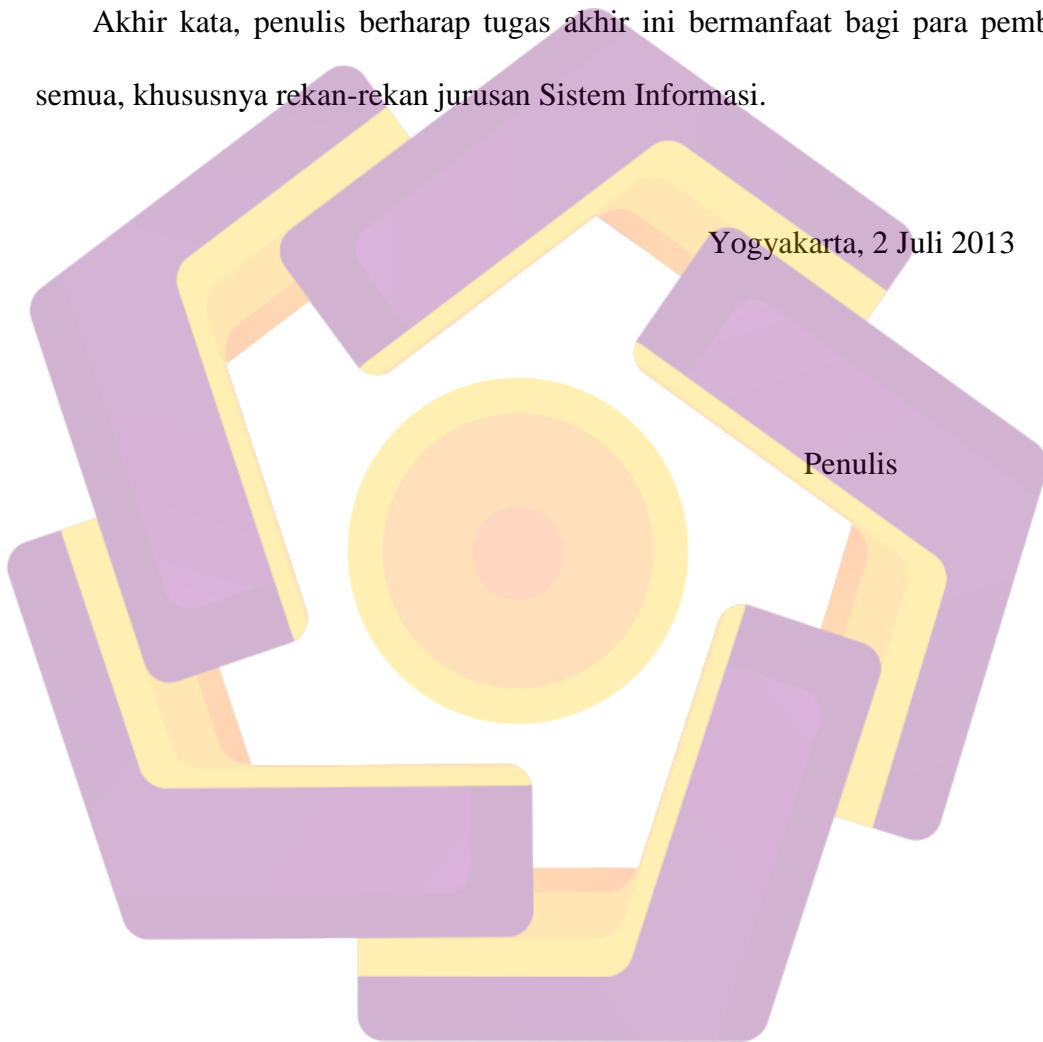 Akhir kata, penulis berharap tugas akhir ini bermanfaat bagi para
semua, khususnya rekan-rekan jurusan Sistem Informasi.
Yogyakarta, 2 Juli 2013
Penulis